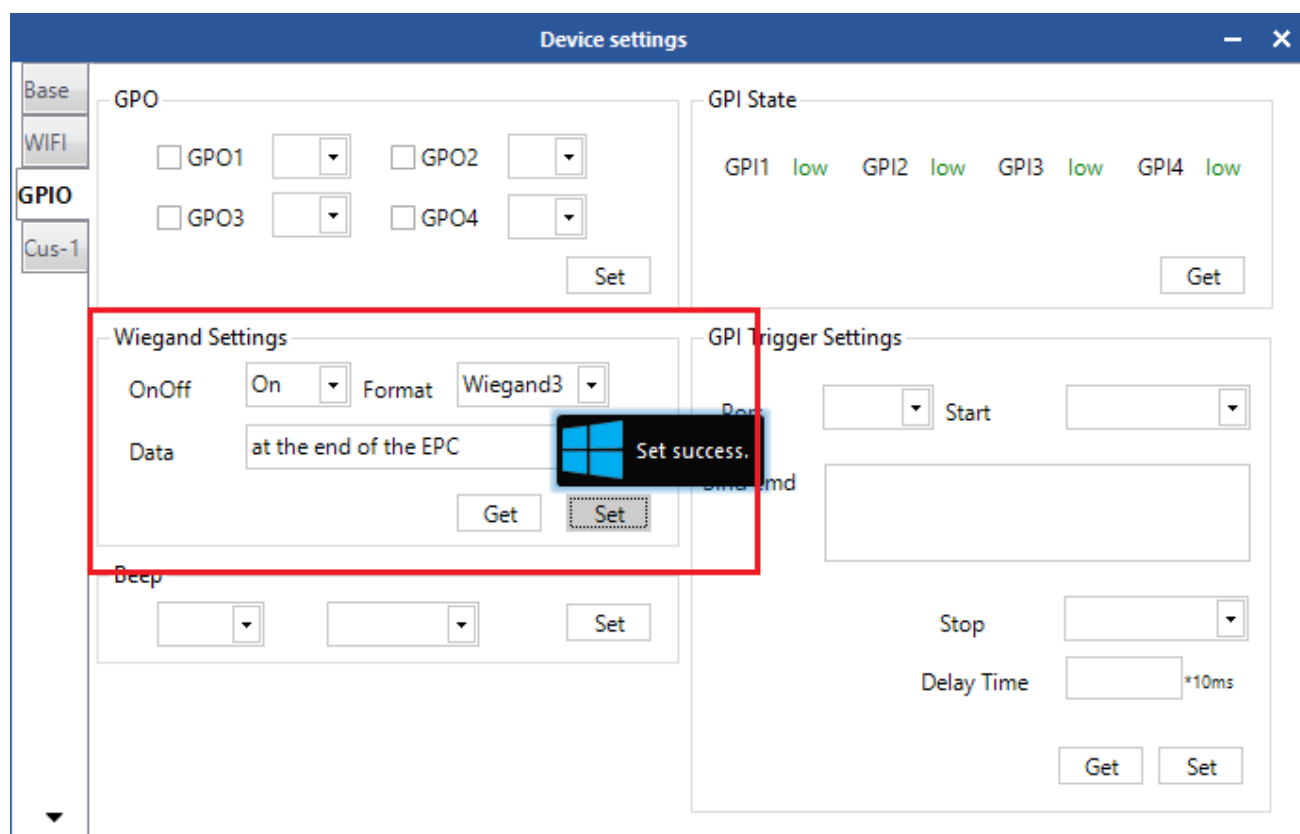 Device settings
Base
WIFI
GPIO
Cus-1
GPO
GPO1
GPO2
GPO3
GPO4
Set
GPI State
GPI1 low GPI2 low GPI3 low GPI4 low
Get
Wiegand Settings
OnOff On Format Wiegand3
Data at the end of the EPC
Set success.
Get Set
Beep
Set
GPI Trigger Settings
Start
Stop
Delay Time *10ms
Get Set